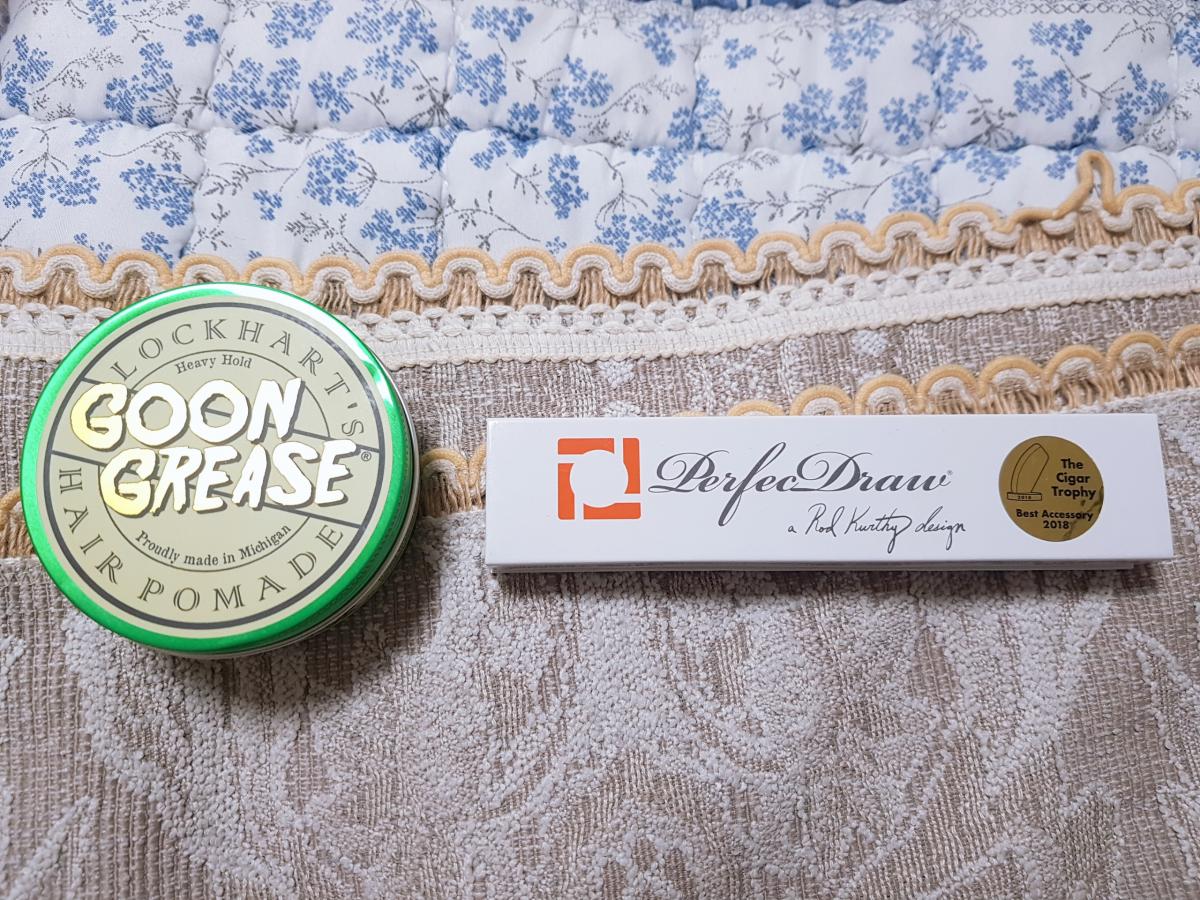 LOCKHART'S
Heavy Hold
GOON
GREASE®
Proudly made in Michigan
HAIR POMADE
PerfecDraw®
a Rod Kurthy design
The
Cigar
Trophy
2018
Best Accessory
2018